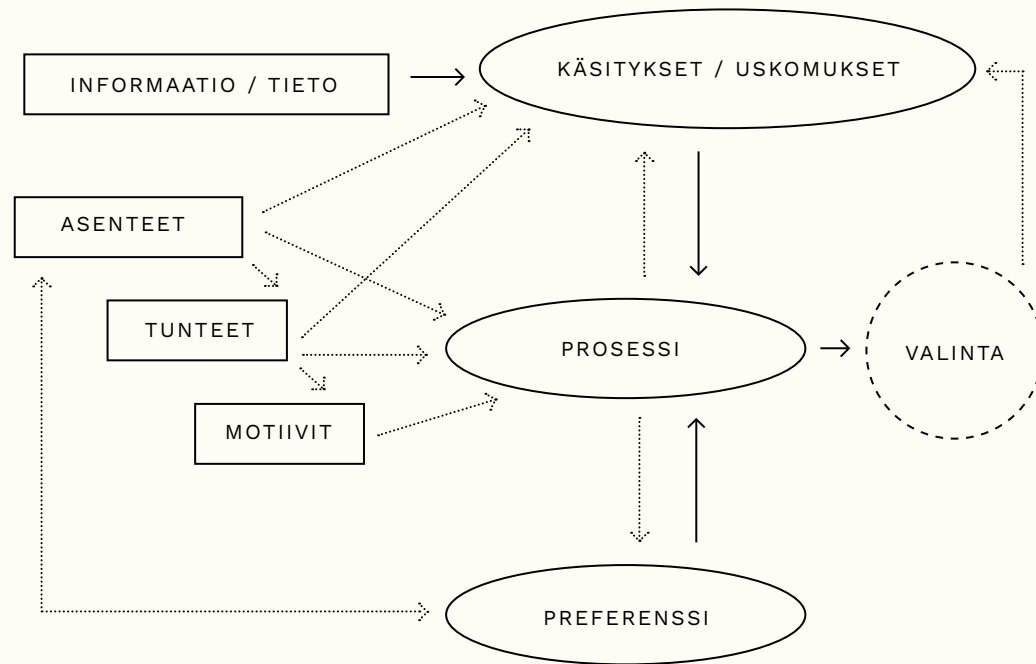 INFORMAATIO / TIETO
KÄSITYKSET / USKOMUKSET
ASENTEET
TUNTEET
MOTIIVIT
PROSESSI
VALINTA
PREFERENSSI